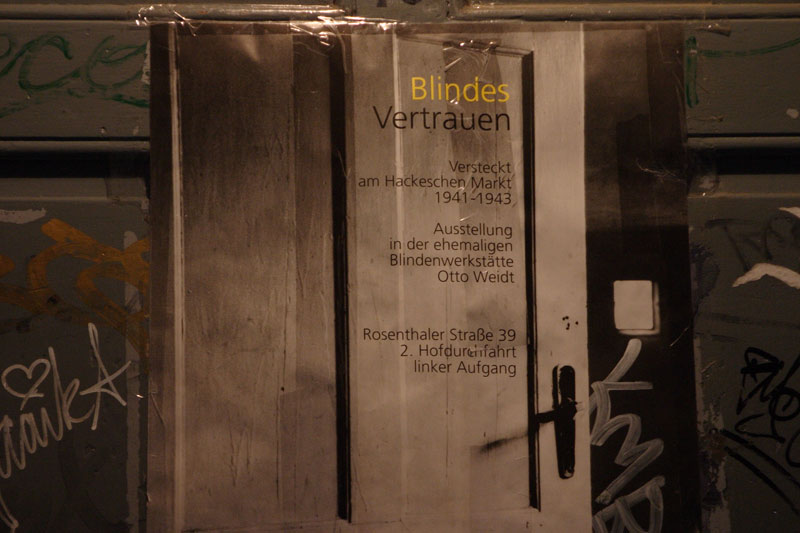 Blindes
Vertrauen
Versteckt
am Hackeschen Markt
1941-1943
Ausstellung
in der ehemaligen
Blindenwerkstätte
Otto Weidt
Rosenthaler Straße 39
2. Hofdurchfahrt
linker Aufgang